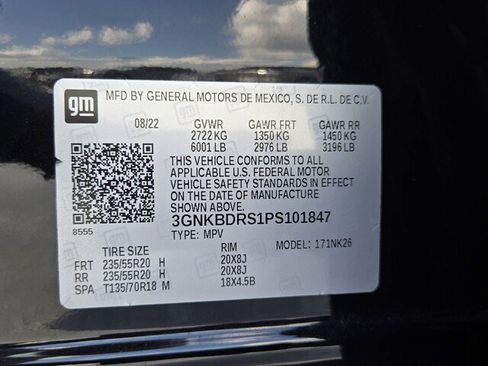 gm
MFD BY GENERAL MOTORS DE MEXICO, S. DE R.L. DE C.V.
08/22 GVWR GAWR FRT GAWR RR
2722 KG 1350 KG 1450 KG
6001 LB 2976 LB 3196 LB
THIS VEHICLE CONFORMS TO ALL
APPLICABLE U.S. FEDERAL MOTOR
VEHICLE SAFETY STANDARDS IN EFFECT
ON THE DATE OF MANUFACTURE
SHOWN ABOVE.
3GNKBDRS1PS101847
8555 TYPE: MPV
TIRE SIZE RIM MODEL: 171NK26
FRT 235/55R20 H 20X8J
RR 235/55R20 H 20X8J
SPA T135/70R18 M 18X4.5B